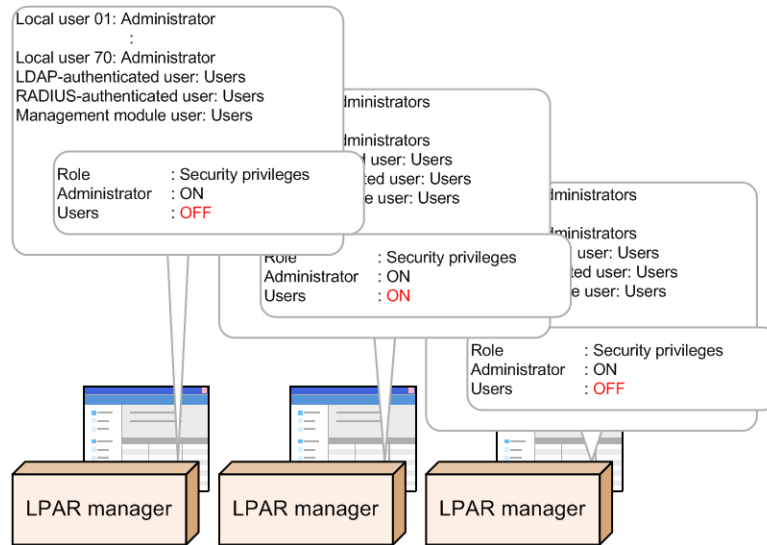 Local user 01: Administrator
:
Local user 70: Administrator
LDAP-authenticated user: Users
RADIUS-authenticated user: Users
Management module user: Users
Role : Security privileges
Administrator : ON
Users : OFF
dministrators
dministrators
d user: Users
ted user: Users
e user: Users
Role : Security privileges
Administrator : ON
Users : ON
dministrators
dministrators
user: Users
ted user: Users
e user: Users
Role : Security privileges
Administrator : ON
Users : OFF
LPAR manager
LPAR manager
LPAR manager